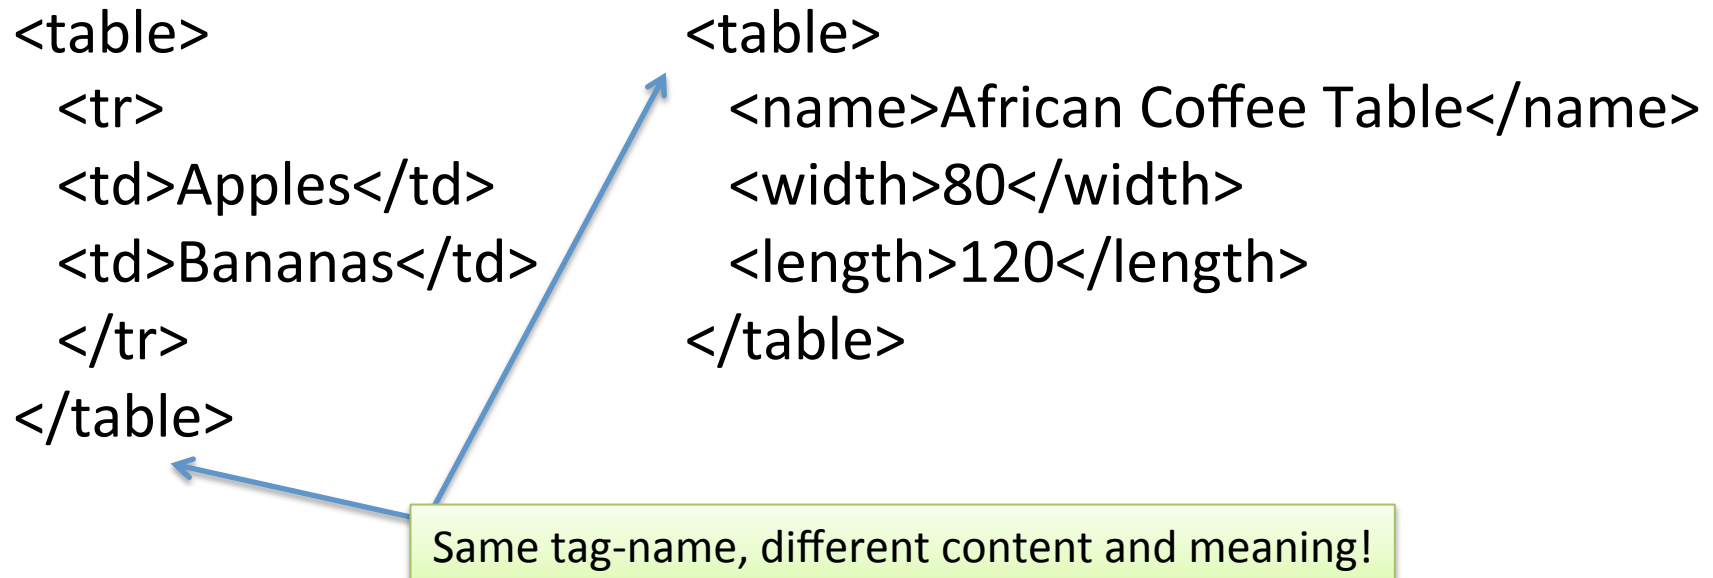 <table>
<tr>
<td>Apples</td>
<td>Bananas</td>
</tr>
</table>
<table>
<name>African Coffee Table</name>
<width>80</width>
<length>120</length>
</table>
Same tag-name, different content and meaning!